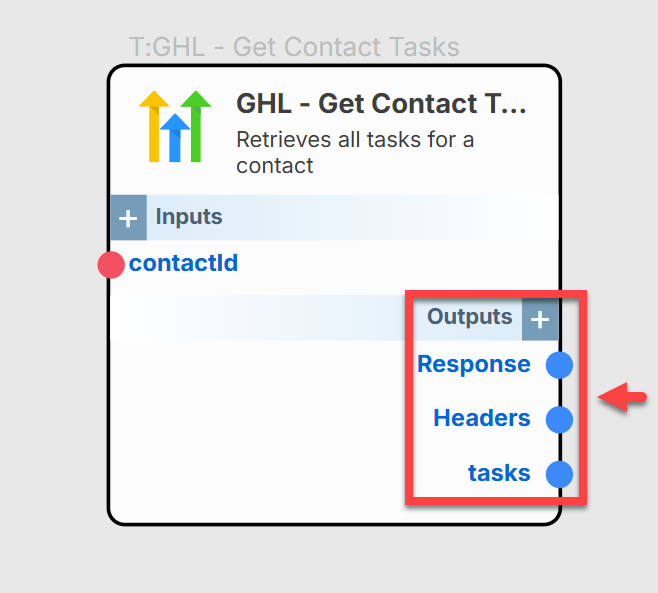 T:GHL - Get Contact Tasks
GHL - Get Contact T...
Retrieves all tasks for a
contact
+ Inputs
contactId
Outputs +
Response
Headers
tasks